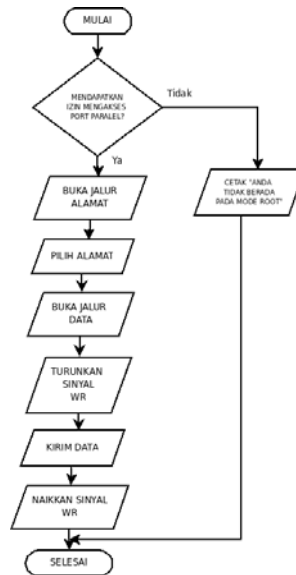 MULAI
MENDAPATKAN
IZIN MENGAKSES
PORT PARALEL?
Tidak
Ya
BUKA JALUR
ALAMAT
CETAK "ANDA
TIDAK BERADA
PADA MODE ROOT"
PILIH ALAMAT
BUKA JALUR
DATA
TURUNKAN
SINYAL
WR
KIRIM DATA
NAIKKAN SINYAL
WR
SELESAI